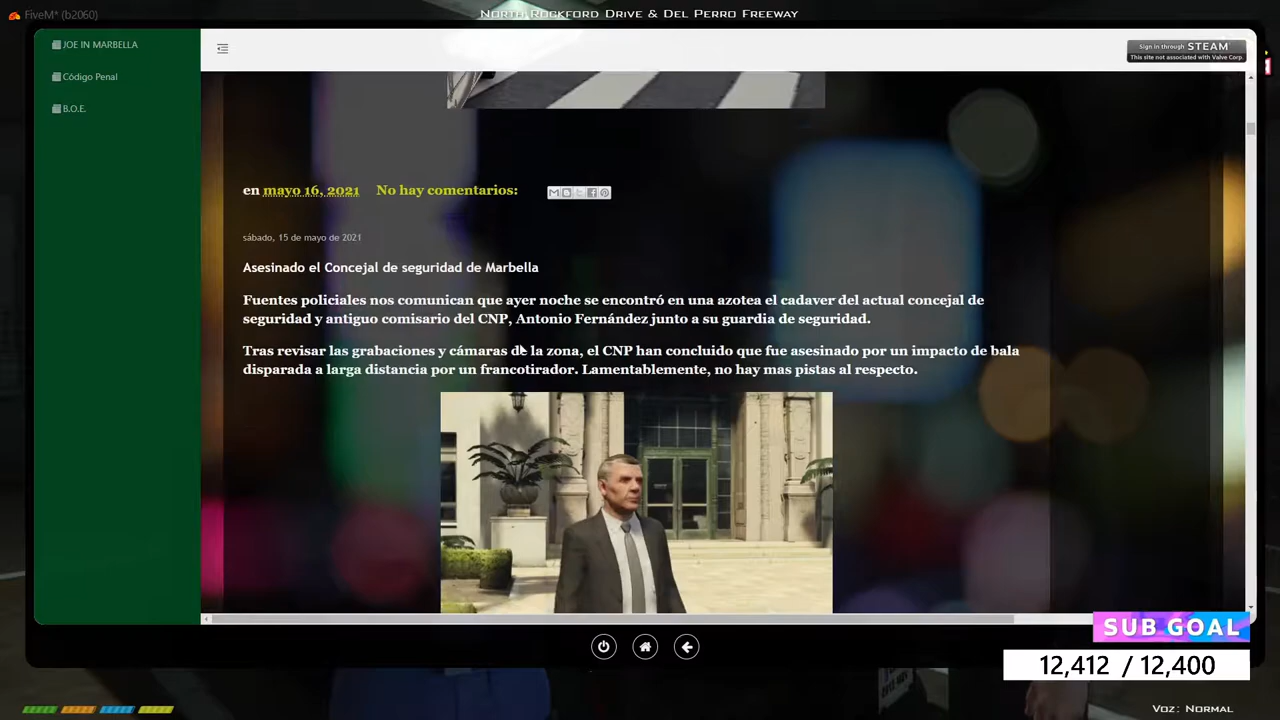 FiveM* (b2060)
North Rockford Drive & Del Perro Freeway
JOE IN MARBELLA
Código Penal
B.O.E.
Sign in through STEAM
This site not associated with Valve Corp.
en mayo 16, 2021 No hay comentarios:
sábado, 15 de mayo de 2021
Asesinado el Concejal de seguridad de Marbella
Fuentes policiales nos comunican que ayer noche se encontró en una azotea el cadaver del actual concejal de
seguridad y antiguo comisario del CNP, Antonio Fernández junto a su guardia de seguridad.
Tras revisar las grabaciones y cámaras de la zona, el CNP han concluido que fue asesinado por un impacto de bala
disparada a larga distancia por un francotirador. Lamentablemente, no hay mas pistas al respecto.
SUB GOAL
12,412 / 12,400
Voz: Normal